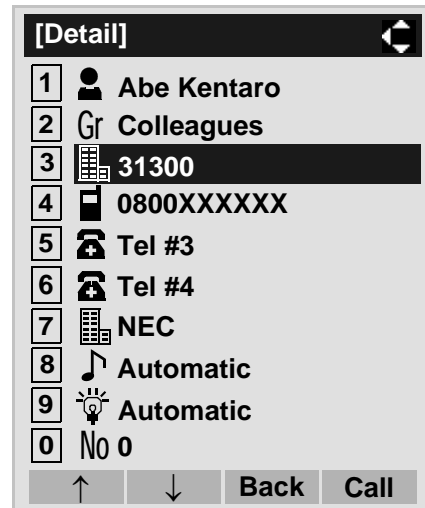 [Detail]
1 Abe Kentaro
2 Gr Colleagues
3 31300
4 0800XXXXXX
5 Tel #3
6 Tel #4
7 NEC
8 Automatic
9 Automatic
0 No 0
↑ ↓ Back Call